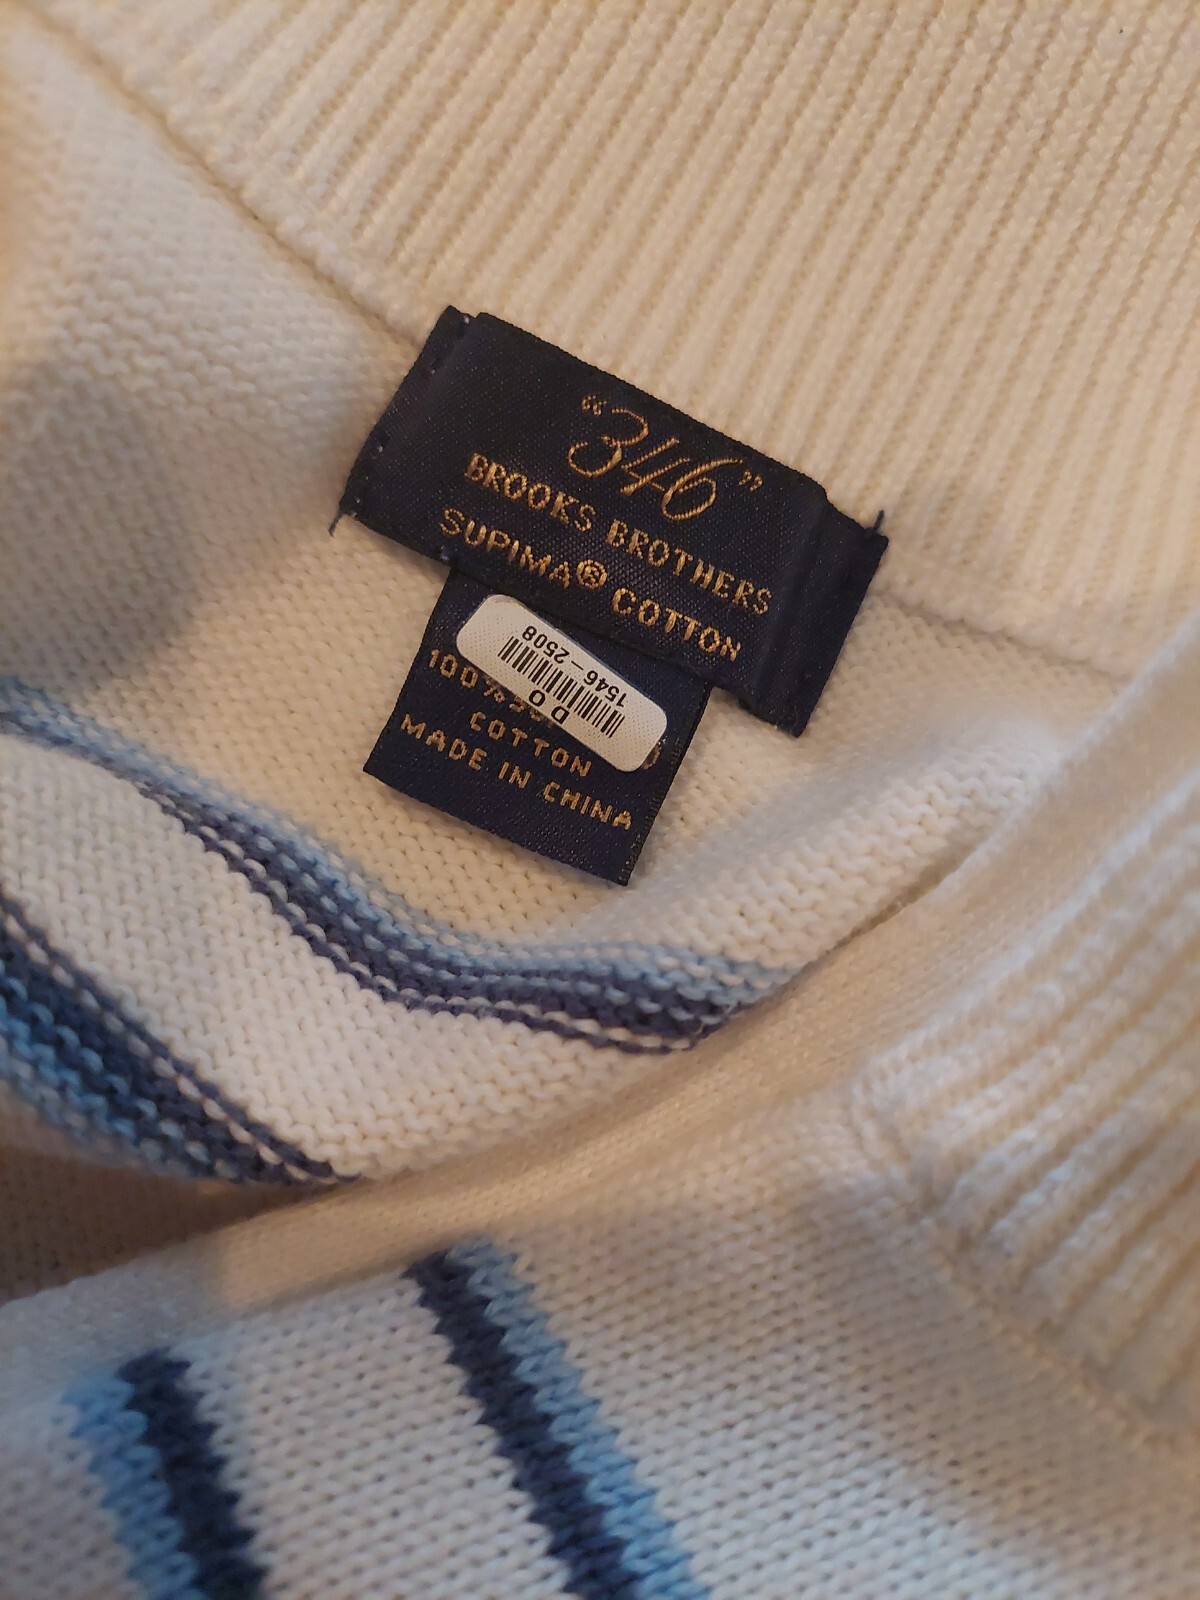 “346”
BROOKS BROTHERS
SUPIMA® COTTON
1546-2508
D O
100%
COTTON
MADE IN CHINA